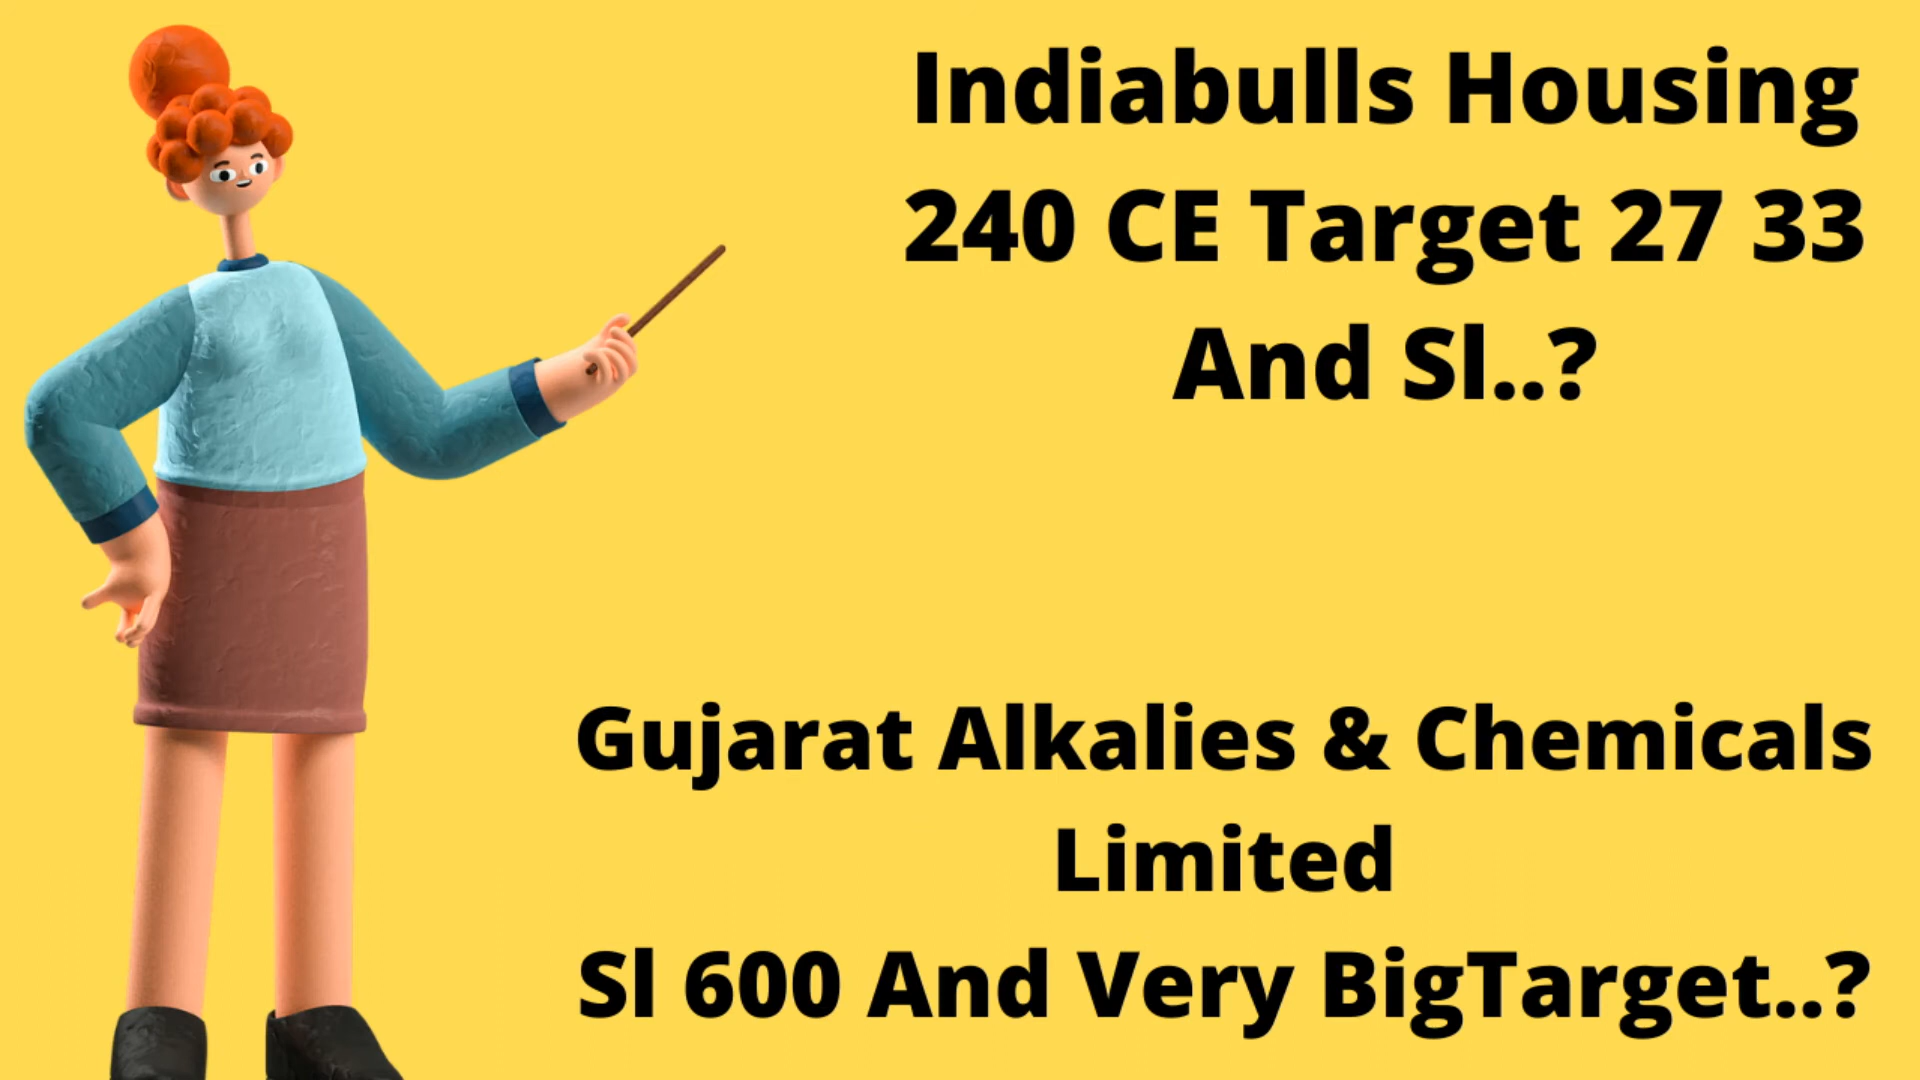 Indiabulls Housing
240 CE Target 27 33
And Sl..?
Gujarat Alkalies & Chemicals
Limited
Sl 600 And Very BigTarget..?